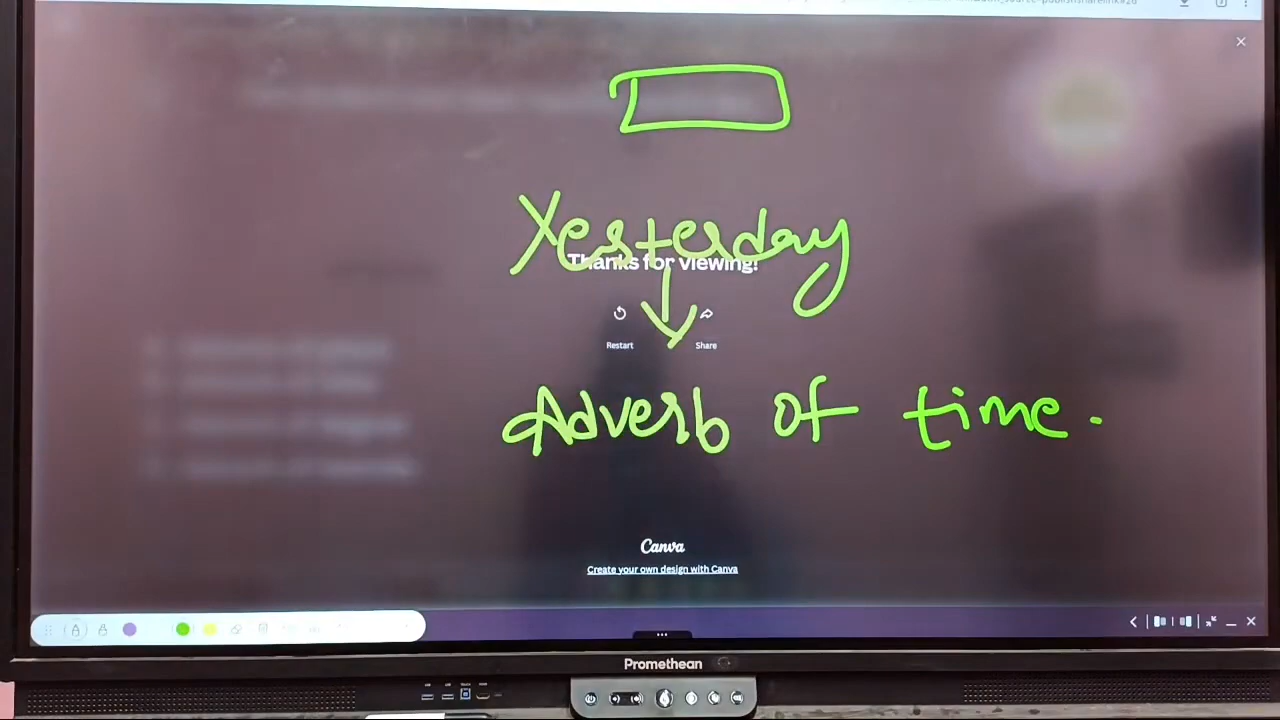 Yesterday
Thanks for viewing!
Restart
Share
Adverb of time.
Canva
Create your own design with Canva
Promethean